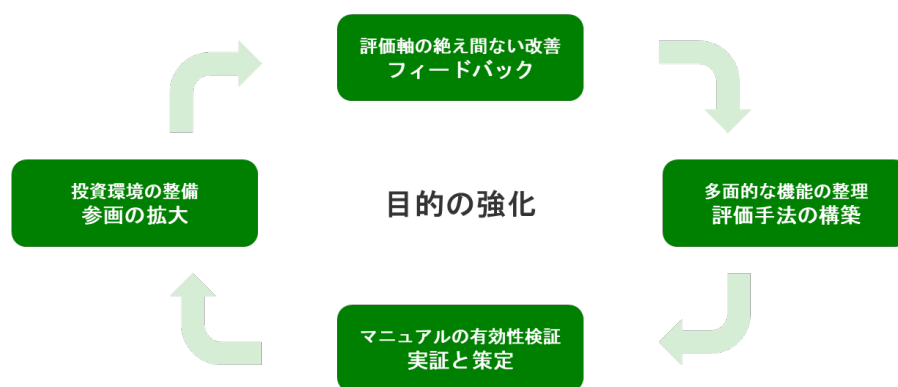 評価軸の絶え間ない改善
フィードバック
投資環境の整備
参画の拡大
目的の強化
多面的な機能の整理
評価手法の構築
マニュアルの有効性検証
実証と策定